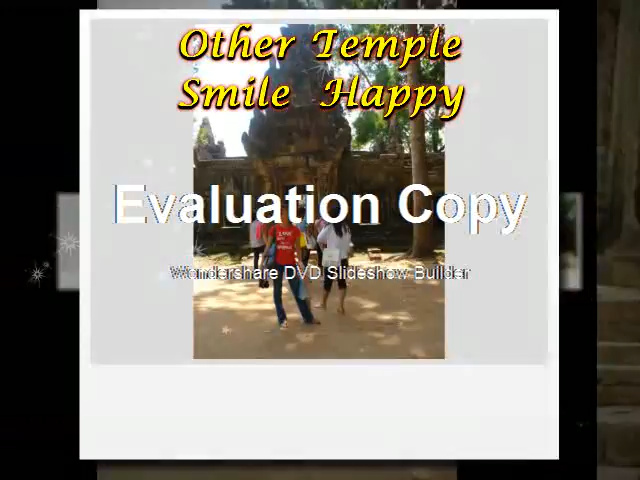 Other Temple
Smile Happy
Evaluation Copy
Wondershare DVD Slideshow Builder